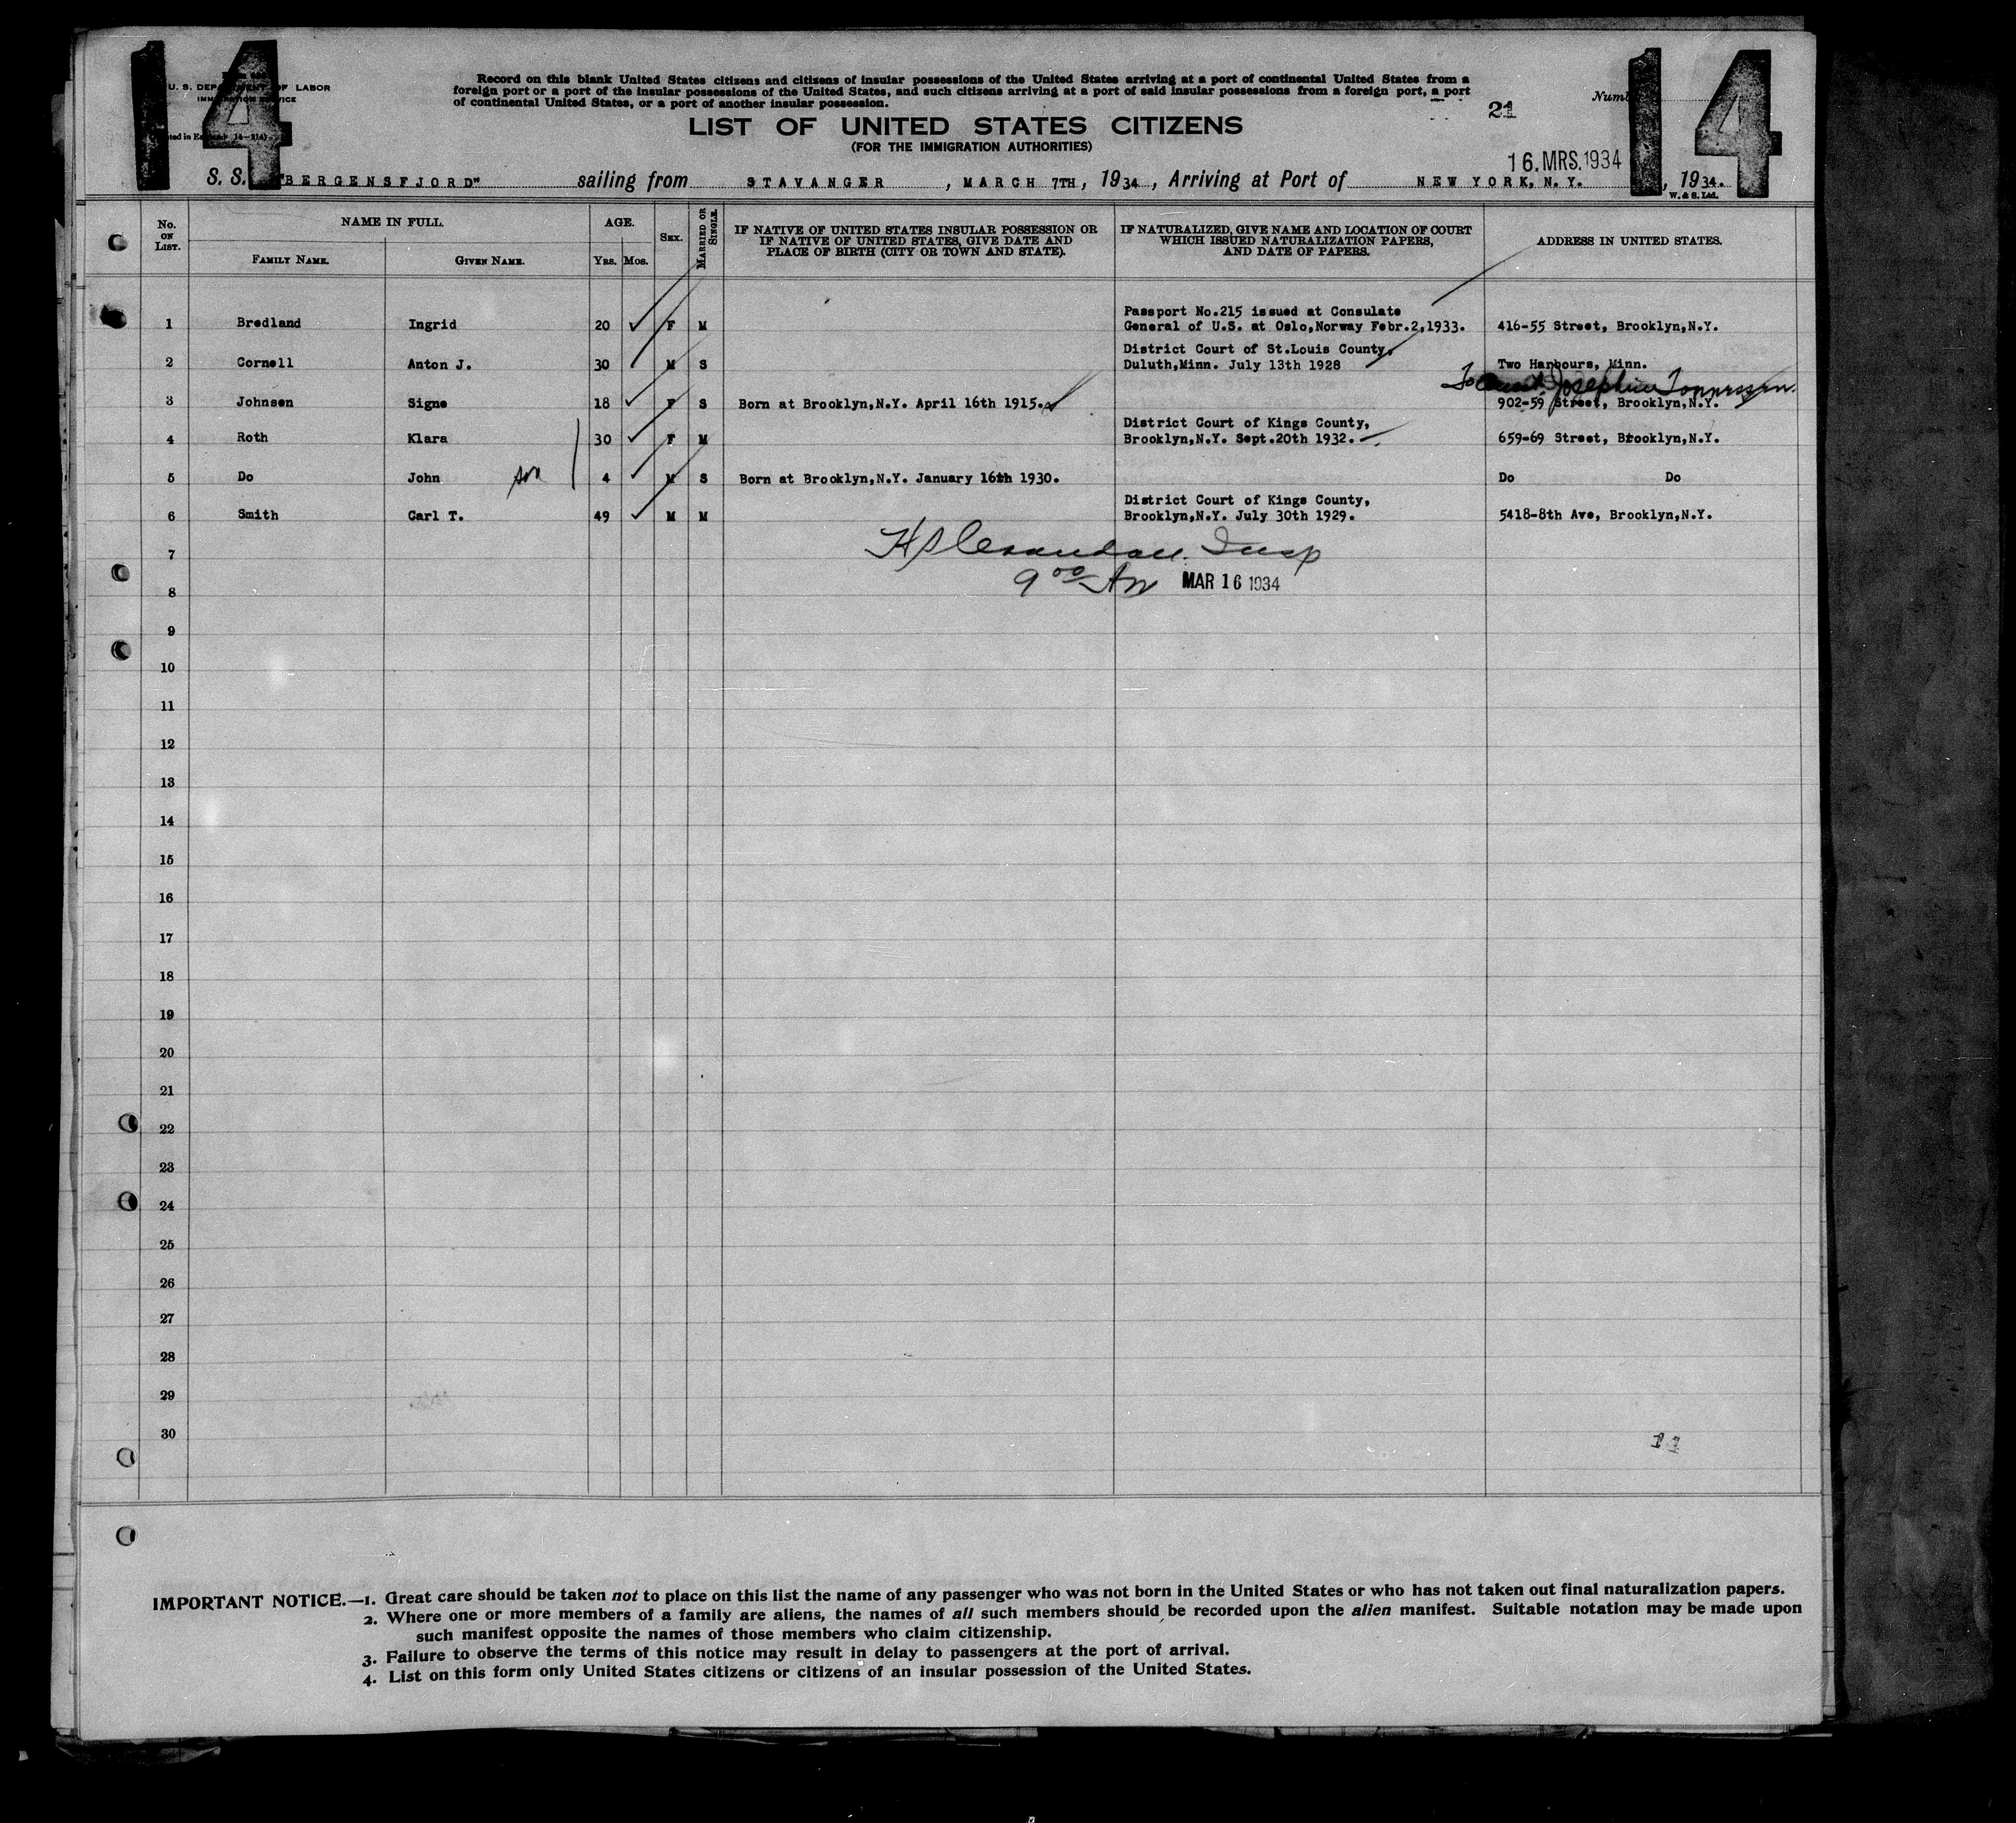 14
14
U. S. DEPARTMENT OF LABOR
IMMIGRATION SERVICE
Record on this blank United States citizens and citizens of insular possessions of the United States arriving at a port of continental United States from a
foreign port or a port of the insular possessions of the United States, and such citizens arriving at a port of said insular possessions from a foreign port, a port
of continental United States, or a port of another insular possession.
21
LIST OF UNITED STATES CITIZENS
(FOR THE IMMIGRATION AUTHORITIES)
16. MRS. 1934
S. S. "BERGENSFJORD" sailing from STAVANGER, MARCH 7TH, 1934, Arriving at Port of NEW YORK, N. Y. , 1934.
W. & S. Ltd.
No. ON LIST. NAME IN FULL. AGE. SEX. MARRIED OR SINGLE. IF NATIVE OF UNITED STATES INSULAR POSSESSION OR IF NATIVE OF UNITED STATES, GIVE DATE AND PLACE OF BIRTH (CITY OR TOWN AND STATE). IF NATURALIZED, GIVE NAME AND LOCATION OF COURT WHICH ISSUED NATURALIZATION PAPERS, AND DATE OF PAPERS. ADDRESS IN UNITED STATES.
FAMILY NAME. GIVEN NAME. YRS. MOS.
Passport No.215 issued at Consulate
1 Bredland Ingrid 20 F M General of U.S. at Oslo,Norway Febr.2,1933. 416-55 Street, Brooklyn,N.Y.
District Court of St.Louis County,
2 Cornell Anton J. 30 M S Duluth,Minn. July 13th 1928 Two Harbours, Minn.
To Aunt Josephine Tonnessen
3 Johnsen Signe 18 F S Born at Brooklyn,N.Y. April 16th 1915. 902-59 Street, Brooklyn,N.Y.
District Court of Kings County,
4 Roth Klara 30 F M Brooklyn,N.Y. Sept.20th 1932. 659-69 Street, Brooklyn,N.Y.
5 Do John son 4 M S Born at Brooklyn,N.Y. January 16th 1930. Do Do
District Court of Kings County,
6 Smith Carl T. 49 M M Brooklyn,N.Y. July 30th 1929. 5418-8th Ave, Brooklyn,N.Y.
7 Insp
8 9 00 AM MAR 16 1934
9
10
11
12
13
14
15
16
17
18
19
20
21
22
23
24
25
26
27
28
29
30
11
IMPORTANT NOTICE.—1. Great care should be taken not to place on this list the name of any passenger who was not born in the United States or who has not taken out final naturalization papers.
2. Where one or more members of a family are aliens, the names of all such members should be recorded upon the alien manifest. Suitable notation may be made upon
such manifest opposite the names of those members who claim citizenship.
3. Failure to observe the terms of this notice may result in delay to passengers at the port of arrival.
4. List on this form only United States citizens or citizens of an insular possession of the United States.